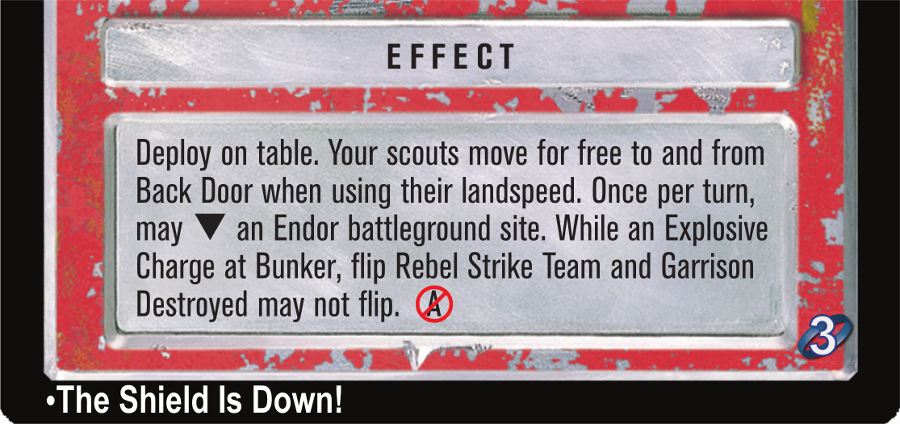 EFFECT
Deploy on table. Your scouts move for free to and from
Back Door when using their landspeed. Once per turn,
may ▼ an Endor battleground site. While an Explosive
Charge at Bunker, flip Rebel Strike Team and Garrison
Destroyed may not flip. A
3
•The Shield Is Down!